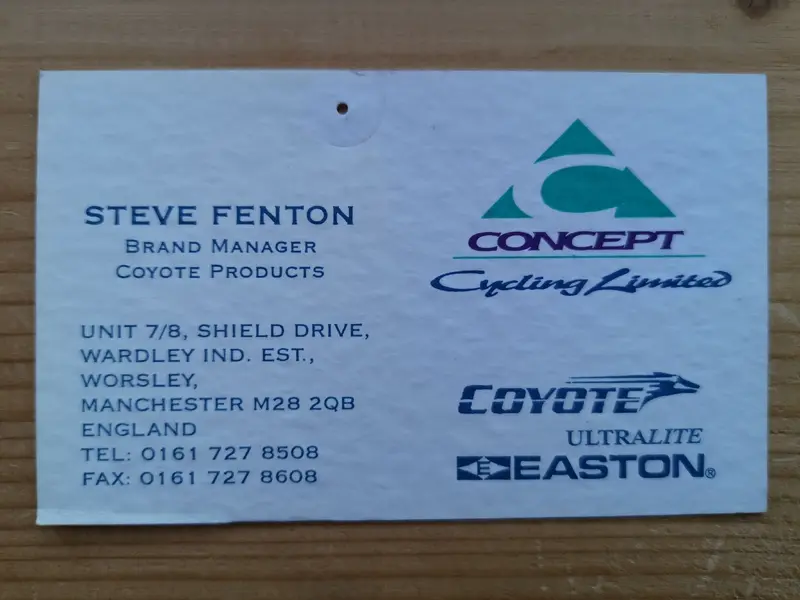 STEVE FENTON
BRAND MANAGER
COYOTE PRODUCTS
UNIT 7/8, SHIELD DRIVE,
WARDLEY IND. EST.,
WORSLEY,
MANCHESTER M28 2QB
ENGLAND
TEL: 0161 727 8508
FAX: 0161 727 8608
CONCEPT
Cycling Limited
COYOTE
ULTRALITE
E EASTON®